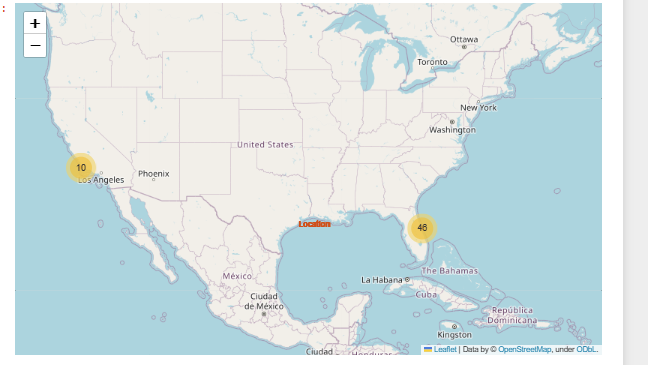 :
+
−
Ottawa
Toronto
New York
Washington
United States
10
Los Angeles
Phoenix
Location
46
México
La Habana
The Bahamas
Cuba
Ciudad
de México
República
Dominicana
Kingston
Ciudad
Honduras
Leaflet | Data by © OpenStreetMap, under ODbL.